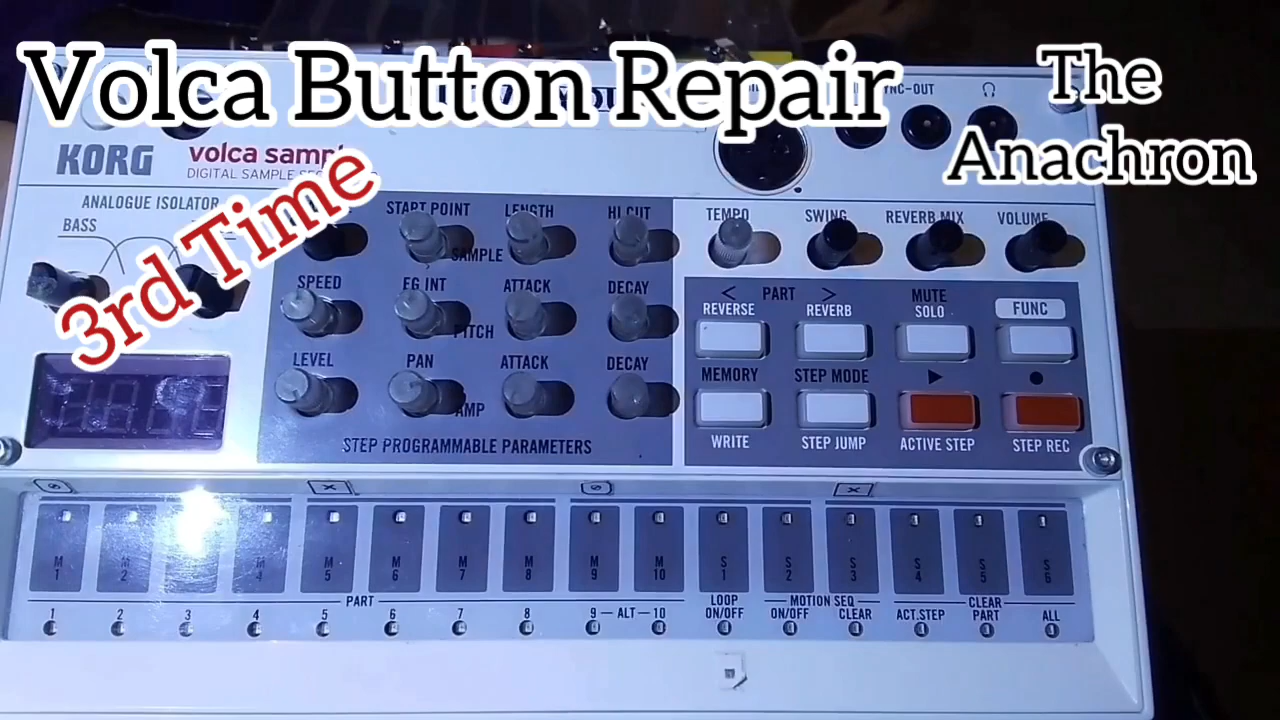 Volca Button Repair
The
Anachron
3rd Time
KORG
volca sample
DIGITAL SAMPLE
NC-OUT
ANALOGUE ISOLATOR
BASS
START POINT
LENGTH
HI CUT
SAMPLE
TEMPO
SWING
REVERB MIX
VOLUME
SPEED
EG INT
ATTACK
DECAY
PITCH
< PART >
MUTE
REVERSE
REVERB
SOLO
FUNC
LEVEL
PAN
ATTACK
DECAY
AMP
MEMORY
STEP MODE
STEP PROGRAMMABLE PARAMETERS
WRITE
STEP JUMP
ACTIVE STEP
STEP REC
M 1
M 2
M 4
M 5
M 6
M 7
M 8
M 9
M 10
S 1
S 2
S 3
S 4
S 5
S 6
PART
LOOP
MOTION SEQ
CLEAR
1 2 3 4 5 6 7 8 9 — ALT — 10
ON/OFF
ON/OFF
CLEAR
ACT.STEP
PART
ALL